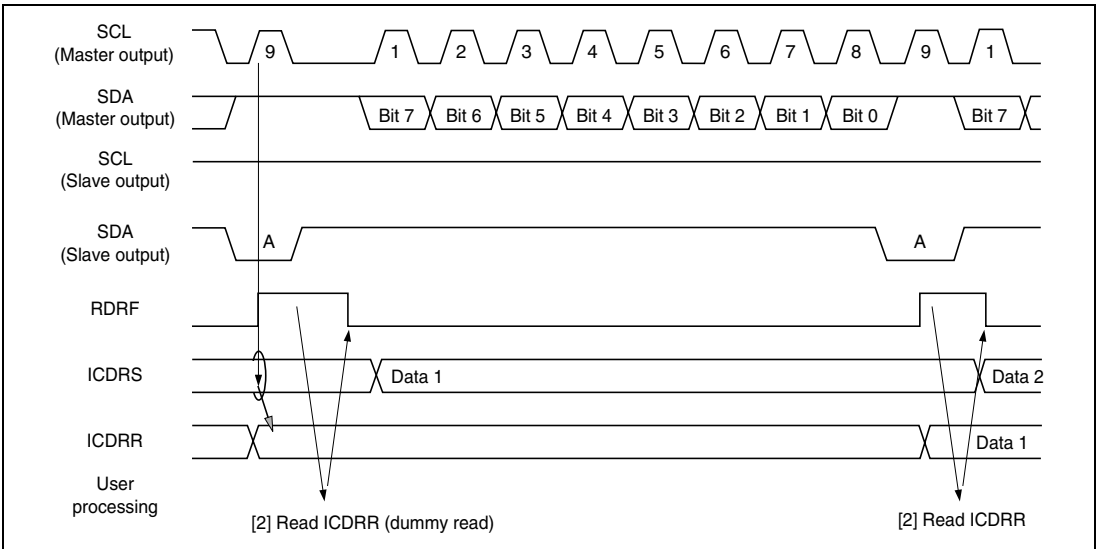 SCL
(Master output)
9 1 2 3 4 5 6 7 8 9 1
SDA
(Master output)
Bit 7 Bit 6 Bit 5 Bit 4 Bit 3 Bit 2 Bit 1 Bit 0 Bit 7
SCL
(Slave output)
SDA
(Slave output)
A A
RDRF
ICDRS
Data 1 Data 2
ICDRR
Data 1
User
processing
[2] Read ICDRR (dummy read) [2] Read ICDRR